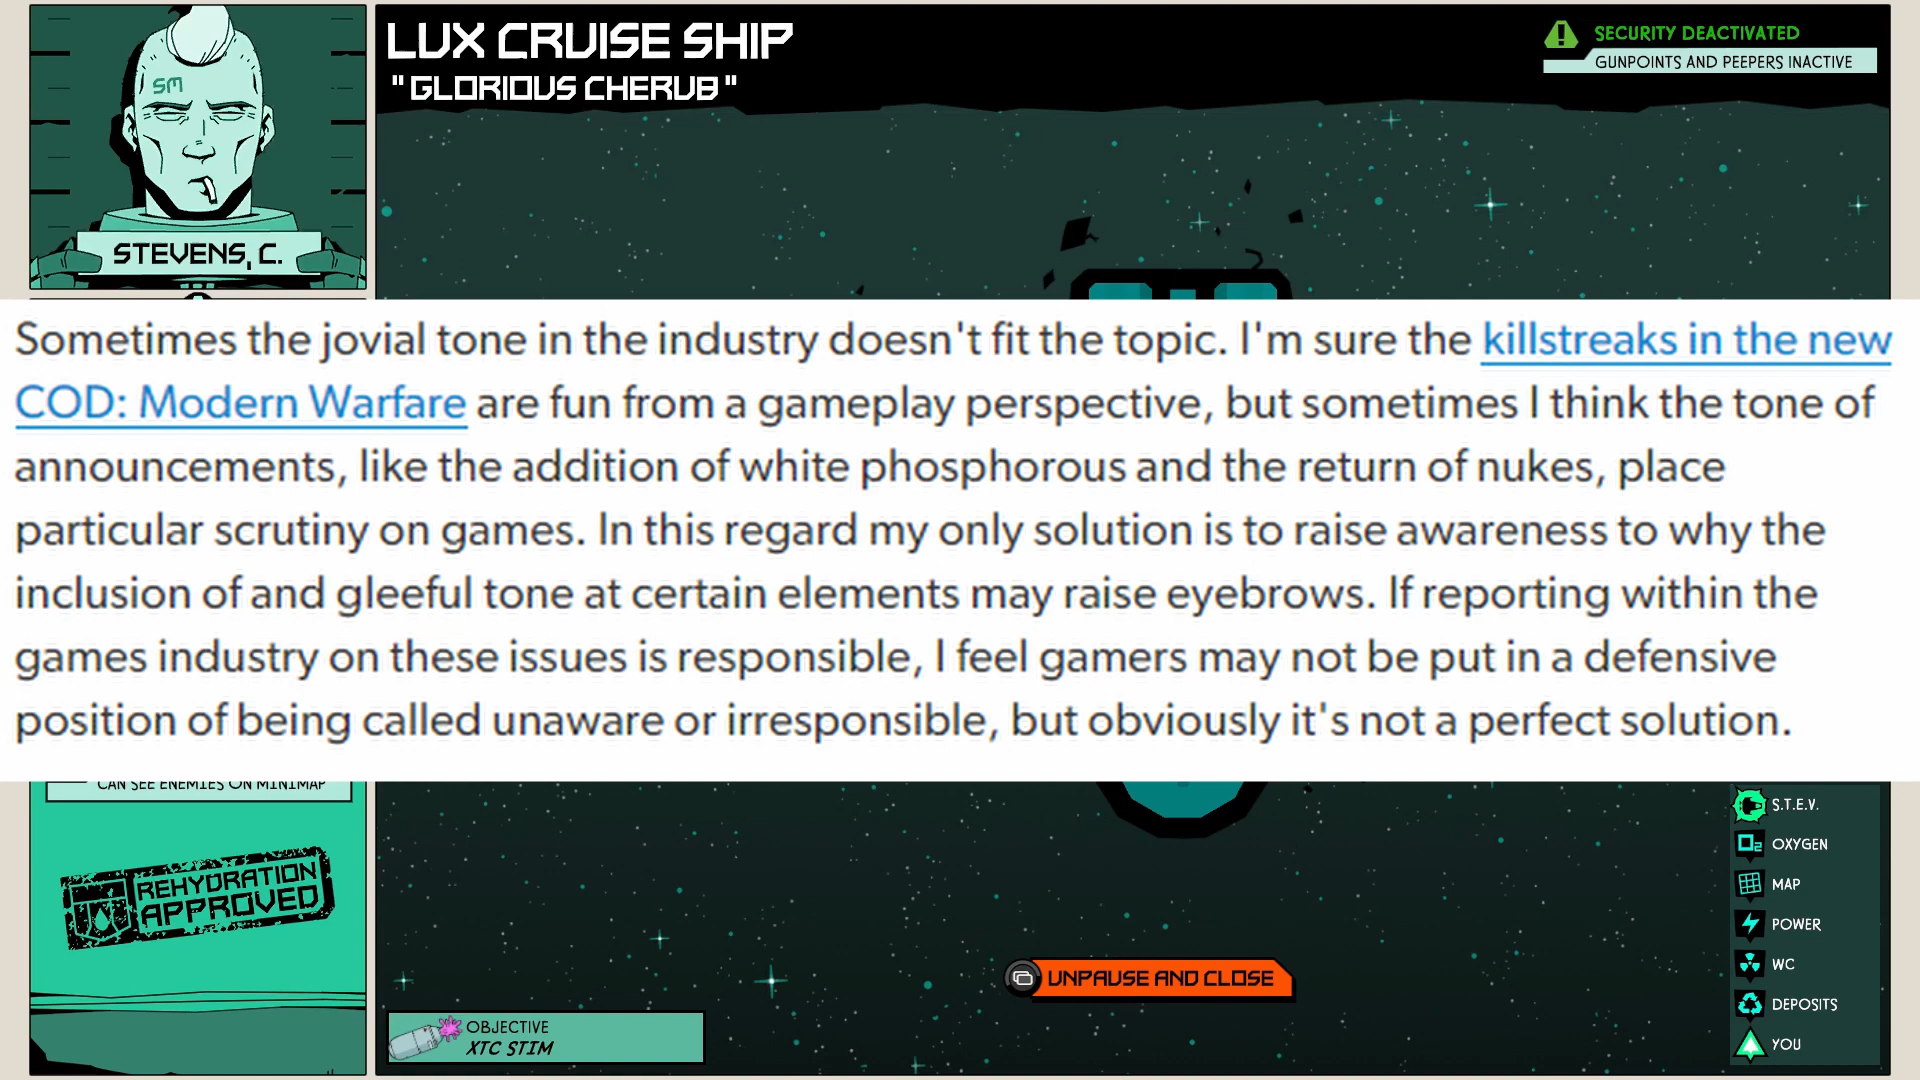 SM
STEVENS, C.
LUX CRUISE SHIP
"GLORIOUS CHERUB"
SECURITY DEACTIVATED
GUNPOINTS AND PEEPERS INACTIVE
Sometimes the jovial tone in the industry doesn't fit the topic. I'm sure the killstreaks in the new
COD: Modern Warfare are fun from a gameplay perspective, but sometimes I think the tone of
announcements, like the addition of white phosphorous and the return of nukes, place
particular scrutiny on games. In this regard my only solution is to raise awareness to why the
inclusion of and gleeful tone at certain elements may raise eyebrows. If reporting within the
games industry on these issues is responsible, I feel gamers may not be put in a defensive
position of being called unaware or irresponsible, but obviously it's not a perfect solution.
CAN SEE ENEMIES ON MINIMAP
REHYDRATION
APPROVED
UNPAUSE AND CLOSE
OBJECTIVE
XTC STIM
S.T.E.V.
O2 OXYGEN
MAP
POWER
WC
DEPOSITS
YOU